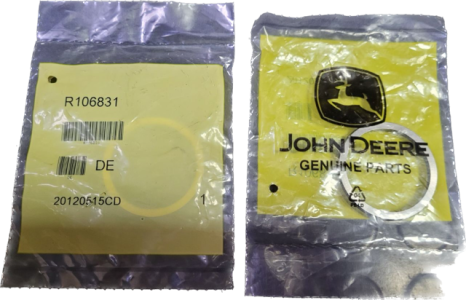 R106831
DE
20120515CD 1
JOHN DEERE
GENUINE PARTS